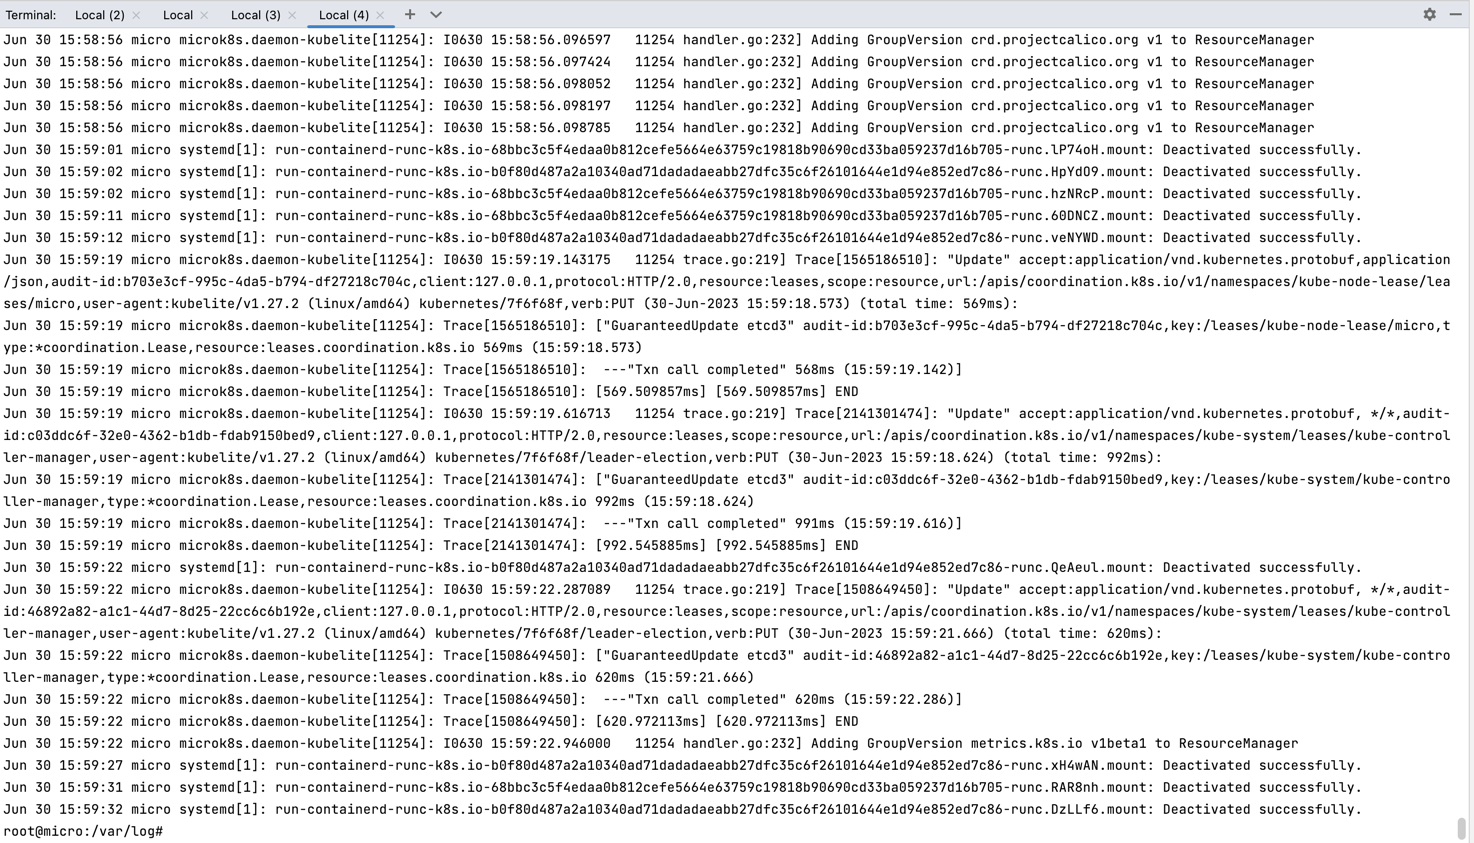 Terminal: Local (2) Local Local (3) Local (4)
Jun 30 15:58:56 micro microk8s.daemon-kubelite[11254]: I0630 15:58:56.096597   11254 handler.go:232] Adding GroupVersion crd.projectcalico.org v1 to ResourceManager
Jun 30 15:58:56 micro microk8s.daemon-kubelite[11254]: I0630 15:58:56.097424   11254 handler.go:232] Adding GroupVersion crd.projectcalico.org v1 to ResourceManager
Jun 30 15:58:56 micro microk8s.daemon-kubelite[11254]: I0630 15:58:56.098052   11254 handler.go:232] Adding GroupVersion crd.projectcalico.org v1 to ResourceManager
Jun 30 15:58:56 micro microk8s.daemon-kubelite[11254]: I0630 15:58:56.098197   11254 handler.go:232] Adding GroupVersion crd.projectcalico.org v1 to ResourceManager
Jun 30 15:58:56 micro microk8s.daemon-kubelite[11254]: I0630 15:58:56.098785   11254 handler.go:232] Adding GroupVersion crd.projectcalico.org v1 to ResourceManager
Jun 30 15:59:01 micro systemd[1]: run-containerd-runc-k8s.io-68bbc3c5f4edaa0b812cefe5664e63759c19818b90690cd33ba059237d16b705-runc.lP74oH.mount: Deactivated successfully.
Jun 30 15:59:02 micro systemd[1]: run-containerd-runc-k8s.io-b0f80d487a2a10340ad71dadadaeabb27dfc35c6f26101644e1d94e852ed7c86-runc.HpYdO9.mount: Deactivated successfully.
Jun 30 15:59:02 micro systemd[1]: run-containerd-runc-k8s.io-68bbc3c5f4edaa0b812cefe5664e63759c19818b90690cd33ba059237d16b705-runc.hzNRcP.mount: Deactivated successfully.
Jun 30 15:59:11 micro systemd[1]: run-containerd-runc-k8s.io-68bbc3c5f4edaa0b812cefe5664e63759c19818b90690cd33ba059237d16b705-runc.60DNCZ.mount: Deactivated successfully.
Jun 30 15:59:12 micro systemd[1]: run-containerd-runc-k8s.io-b0f80d487a2a10340ad71dadadaeabb27dfc35c6f26101644e1d94e852ed7c86-runc.veNYWD.mount: Deactivated successfully.
Jun 30 15:59:19 micro microk8s.daemon-kubelite[11254]: I0630 15:59:19.143175   11254 trace.go:219] Trace[1565186510]: "Update" accept:application/vnd.kubernetes.protobuf,application
/json,audit-id:b703e3cf-995c-4da5-b794-df27218c704c,client:127.0.0.1,protocol:HTTP/2.0,resource:leases,scope:resource,url:/apis/coordination.k8s.io/v1/namespaces/kube-node-lease/lea
ses/micro,user-agent:kubelite/v1.27.2 (linux/amd64) kubernetes/7f6f68f,verb:PUT (30-Jun-2023 15:59:18.573) (total time: 569ms):
Jun 30 15:59:19 micro microk8s.daemon-kubelite[11254]: Trace[1565186510]: ["GuaranteedUpdate etcd3" audit-id:b703e3cf-995c-4da5-b794-df27218c704c,key:/leases/kube-node-lease/micro,t
ype:*coordination.Lease,resource:leases.coordination.k8s.io 569ms (15:59:18.573)
Jun 30 15:59:19 micro microk8s.daemon-kubelite[11254]: Trace[1565186510]:  ---"Txn call completed" 568ms (15:59:19.142)]
Jun 30 15:59:19 micro microk8s.daemon-kubelite[11254]: Trace[1565186510]: [569.509857ms] [569.509857ms] END
Jun 30 15:59:19 micro microk8s.daemon-kubelite[11254]: I0630 15:59:19.616713   11254 trace.go:219] Trace[2141301474]: "Update" accept:application/vnd.kubernetes.protobuf, */*,audit-
id:c03ddc6f-32e0-4362-b1db-fdab9150bed9,client:127.0.0.1,protocol:HTTP/2.0,resource:leases,scope:resource,url:/apis/coordination.k8s.io/v1/namespaces/kube-system/leases/kube-control
ler-manager,user-agent:kubelite/v1.27.2 (linux/amd64) kubernetes/7f6f68f/leader-election,verb:PUT (30-Jun-2023 15:59:18.624) (total time: 992ms):
Jun 30 15:59:19 micro microk8s.daemon-kubelite[11254]: Trace[2141301474]: ["GuaranteedUpdate etcd3" audit-id:c03ddc6f-32e0-4362-b1db-fdab9150bed9,key:/leases/kube-system/kube-contro
ller-manager,type:*coordination.Lease,resource:leases.coordination.k8s.io 992ms (15:59:18.624)
Jun 30 15:59:19 micro microk8s.daemon-kubelite[11254]: Trace[2141301474]:  ---"Txn call completed" 991ms (15:59:19.616)]
Jun 30 15:59:19 micro microk8s.daemon-kubelite[11254]: Trace[2141301474]: [992.545885ms] [992.545885ms] END
Jun 30 15:59:22 micro systemd[1]: run-containerd-runc-k8s.io-b0f80d487a2a10340ad71dadadaeabb27dfc35c6f26101644e1d94e852ed7c86-runc.QeAeul.mount: Deactivated successfully.
Jun 30 15:59:22 micro microk8s.daemon-kubelite[11254]: I0630 15:59:22.287089   11254 trace.go:219] Trace[1508649450]: "Update" accept:application/vnd.kubernetes.protobuf, */*,audit-
id:46892a82-a1c1-44d7-8d25-22cc6c6b192e,client:127.0.0.1,protocol:HTTP/2.0,resource:leases,scope:resource,url:/apis/coordination.k8s.io/v1/namespaces/kube-system/leases/kube-control
ler-manager,user-agent:kubelite/v1.27.2 (linux/amd64) kubernetes/7f6f68f/leader-election,verb:PUT (30-Jun-2023 15:59:21.666) (total time: 620ms):
Jun 30 15:59:22 micro microk8s.daemon-kubelite[11254]: Trace[1508649450]: ["GuaranteedUpdate etcd3" audit-id:46892a82-a1c1-44d7-8d25-22cc6c6b192e,key:/leases/kube-system/kube-contro
ller-manager,type:*coordination.Lease,resource:leases.coordination.k8s.io 620ms (15:59:21.666)
Jun 30 15:59:22 micro microk8s.daemon-kubelite[11254]: Trace[1508649450]:  ---"Txn call completed" 620ms (15:59:22.286)]
Jun 30 15:59:22 micro microk8s.daemon-kubelite[11254]: Trace[1508649450]: [620.972113ms] [620.972113ms] END
Jun 30 15:59:22 micro microk8s.daemon-kubelite[11254]: I0630 15:59:22.946000   11254 handler.go:232] Adding GroupVersion metrics.k8s.io v1beta1 to ResourceManager
Jun 30 15:59:27 micro systemd[1]: run-containerd-runc-k8s.io-b0f80d487a2a10340ad71dadadaeabb27dfc35c6f26101644e1d94e852ed7c86-runc.xH4wAN.mount: Deactivated successfully.
Jun 30 15:59:31 micro systemd[1]: run-containerd-runc-k8s.io-68bbc3c5f4edaa0b812cefe5664e63759c19818b90690cd33ba059237d16b705-runc.RAR8nh.mount: Deactivated successfully.
Jun 30 15:59:32 micro systemd[1]: run-containerd-runc-k8s.io-b0f80d487a2a10340ad71dadadaeabb27dfc35c6f26101644e1d94e852ed7c86-runc.DzLLf6.mount: Deactivated successfully.
root@micro:/var/log#